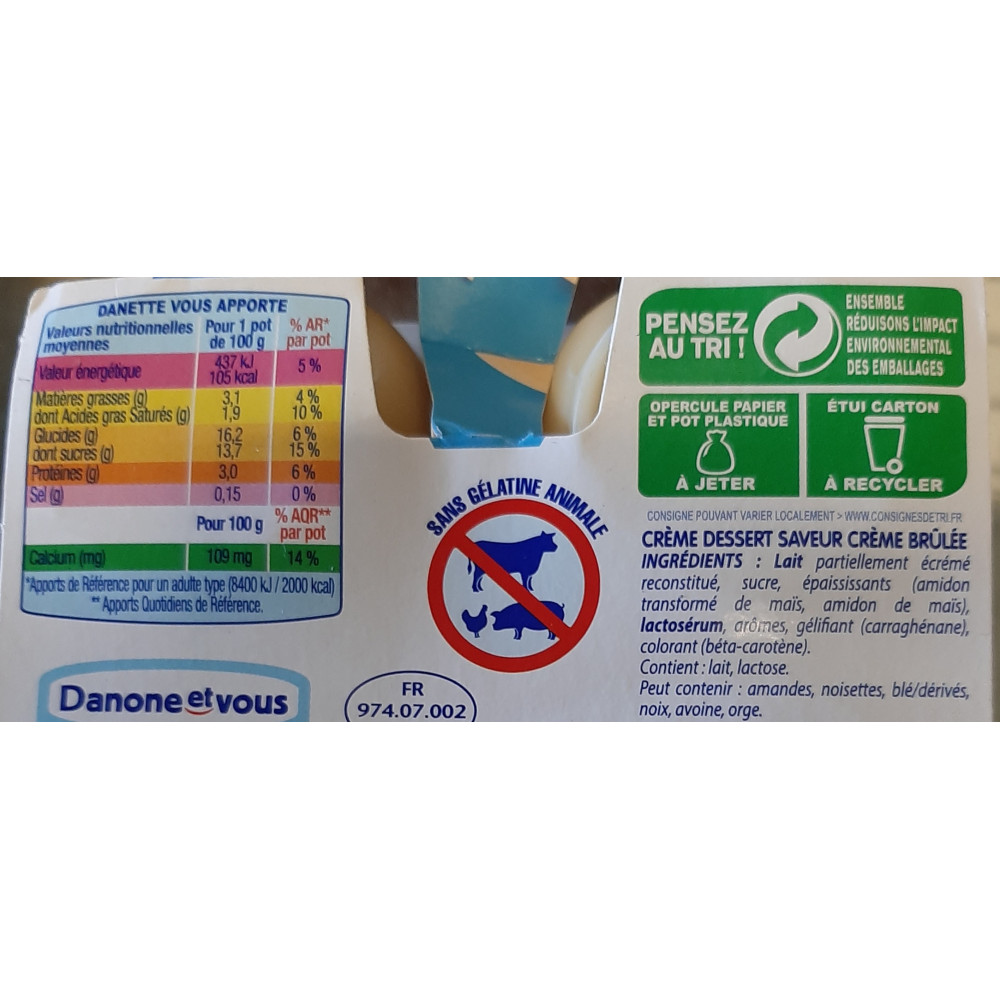 DANETTE VOUS APPORTE
Valeurs nutritionnelles moyennes Pour 1 pot de 100 g % AR* par pot
Valeur énergétique 437 kJ 105 kcal 5 %
Matières grasses (g) 3,1 4 %
dont Acides gras Saturés (g) 1,9 10 %
Glucides (g) 16,2 6 %
dont sucres (g) 13,7 15 %
Protéines (g) 3,0 6 %
Sel (g) 0,15 0 %
Pour 100 g % AQR** par pot
Calcium (mg) 109 mg 14 %
*Apports de Référence pour un adulte type (8400 kJ / 2000 kcal)
** Apports Quotidiens de Référence.
Danone et vous
SANS GÉLATINE ANIMALE
FR
974.07.002
PENSEZ
AU TRI !
ENSEMBLE
RÉDUISONS L'IMPACT
ENVIRONNEMENTAL
DES EMBALLAGES
OPERCULE PAPIER
ET POT PLASTIQUE
À JETER
ÉTUI CARTON
À RECYCLER
CONSIGNE POUVANT VARIER LOCALEMENT > WWW.CONSIGNESDETRI.FR
CRÈME DESSERT SAVEUR CRÈME BRÛLÉE
INGRÉDIENTS : Lait partiellement écrémé
reconstitué, sucre, épaississants (amidon
transformé de maïs, amidon de maïs),
lactosérum, arômes, gélifiant (carraghénane),
colorant (béta-carotène).
Contient : lait, lactose.
Peut contenir : amandes, noisettes, blé/dérivés,
noix, avoine, orge.